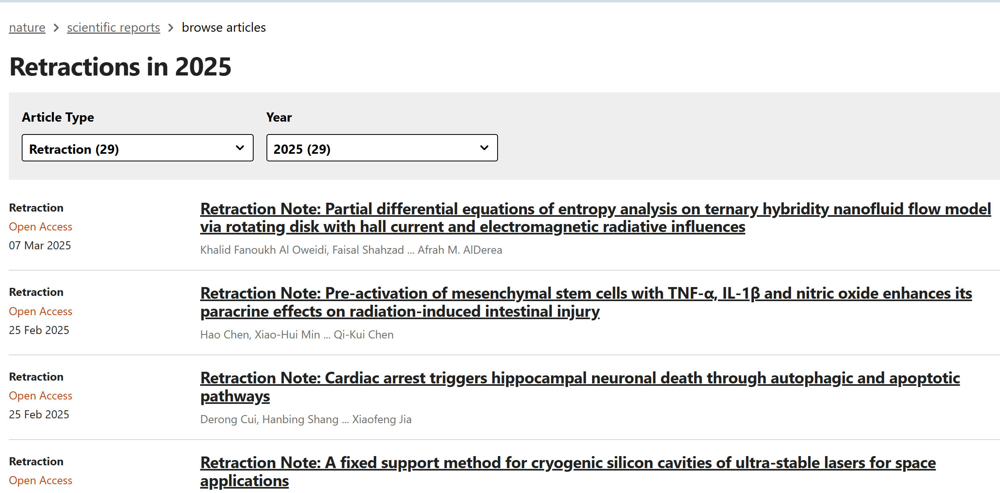 nature > scientific reports > browse articles
Retractions in 2025
Article Type
Year
Retraction (29)
2025 (29)
Retraction
Open Access
07 Mar 2025
Retraction Note: Partial differential equations of entropy analysis on ternary hybridity nanofluid flow model
via rotating disk with hall current and electromagnetic radiative influences
Khalid Fanoukh Al Oweidi, Faisal Shahzad ... Afrah M. AlDerea
Retraction
Open Access
25 Feb 2025
Retraction Note: Pre-activation of mesenchymal stem cells with TNF-α, IL-1β and nitric oxide enhances its
paracrine effects on radiation-induced intestinal injury
Hao Chen, Xiao-Hui Min ... Qi-Kui Chen
Retraction
Open Access
25 Feb 2025
Retraction Note: Cardiac arrest triggers hippocampal neuronal death through autophagic and apoptotic
pathways
Derong Cui, Hanbing Shang ... Xiaofeng Jia
Retraction
Open Access
Retraction Note: A fixed support method for cryogenic silicon cavities of ultra-stable lasers for space
applications